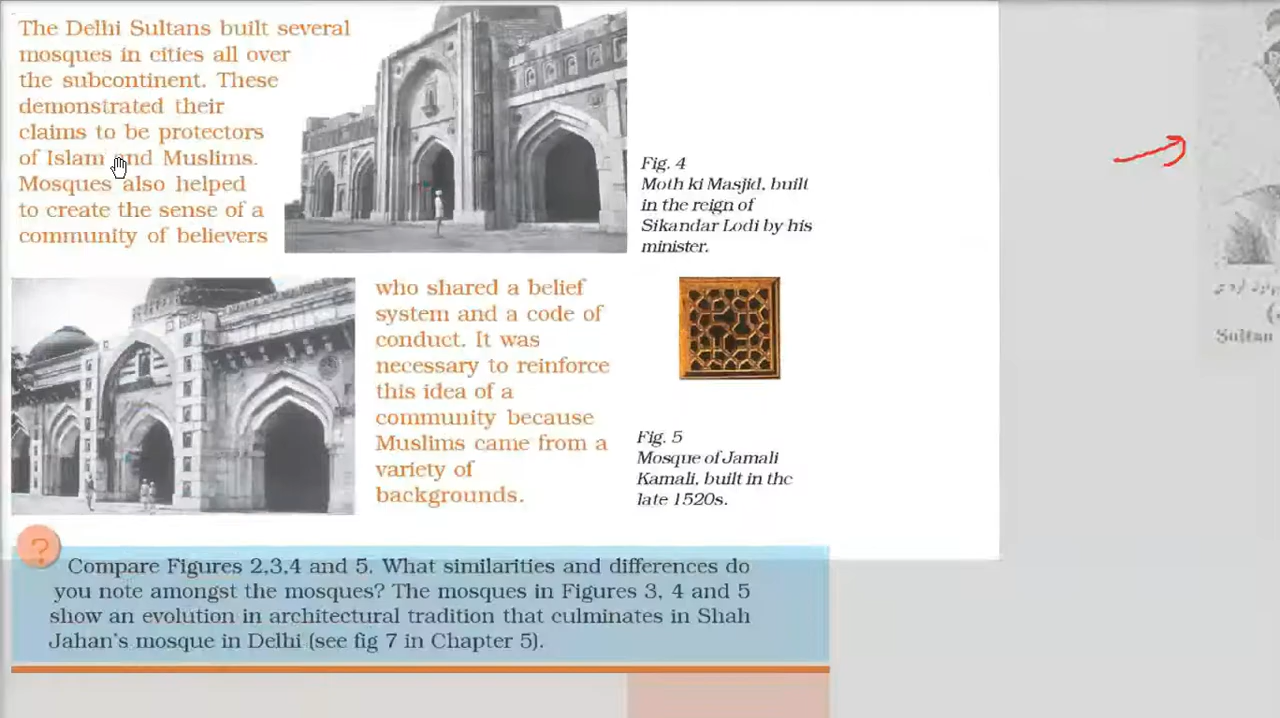 The Delhi Sultans built several
mosques in cities all over
the subcontinent. These
demonstrated their
claims to be protectors
of Islam and Muslims.
Mosques also helped
to create the sense of a
community of believers
Fig. 4
Moth ki Masjid, built
in the reign of
Sikandar Lodi by his
minister.
who shared a belief
system and a code of
conduct. It was
necessary to reinforce
this idea of a
community because
Muslims came from a
variety of
backgrounds.
Fig. 5
Mosque of Jamali
Kamali, built in the
late 1520s.
?
Compare Figures 2,3,4 and 5. What similarities and differences do
you note amongst the mosques? The mosques in Figures 3, 4 and 5
show an evolution in architectural tradition that culminates in Shah
Jahan's mosque in Delhi (see fig 7 in Chapter 5).
Sultan